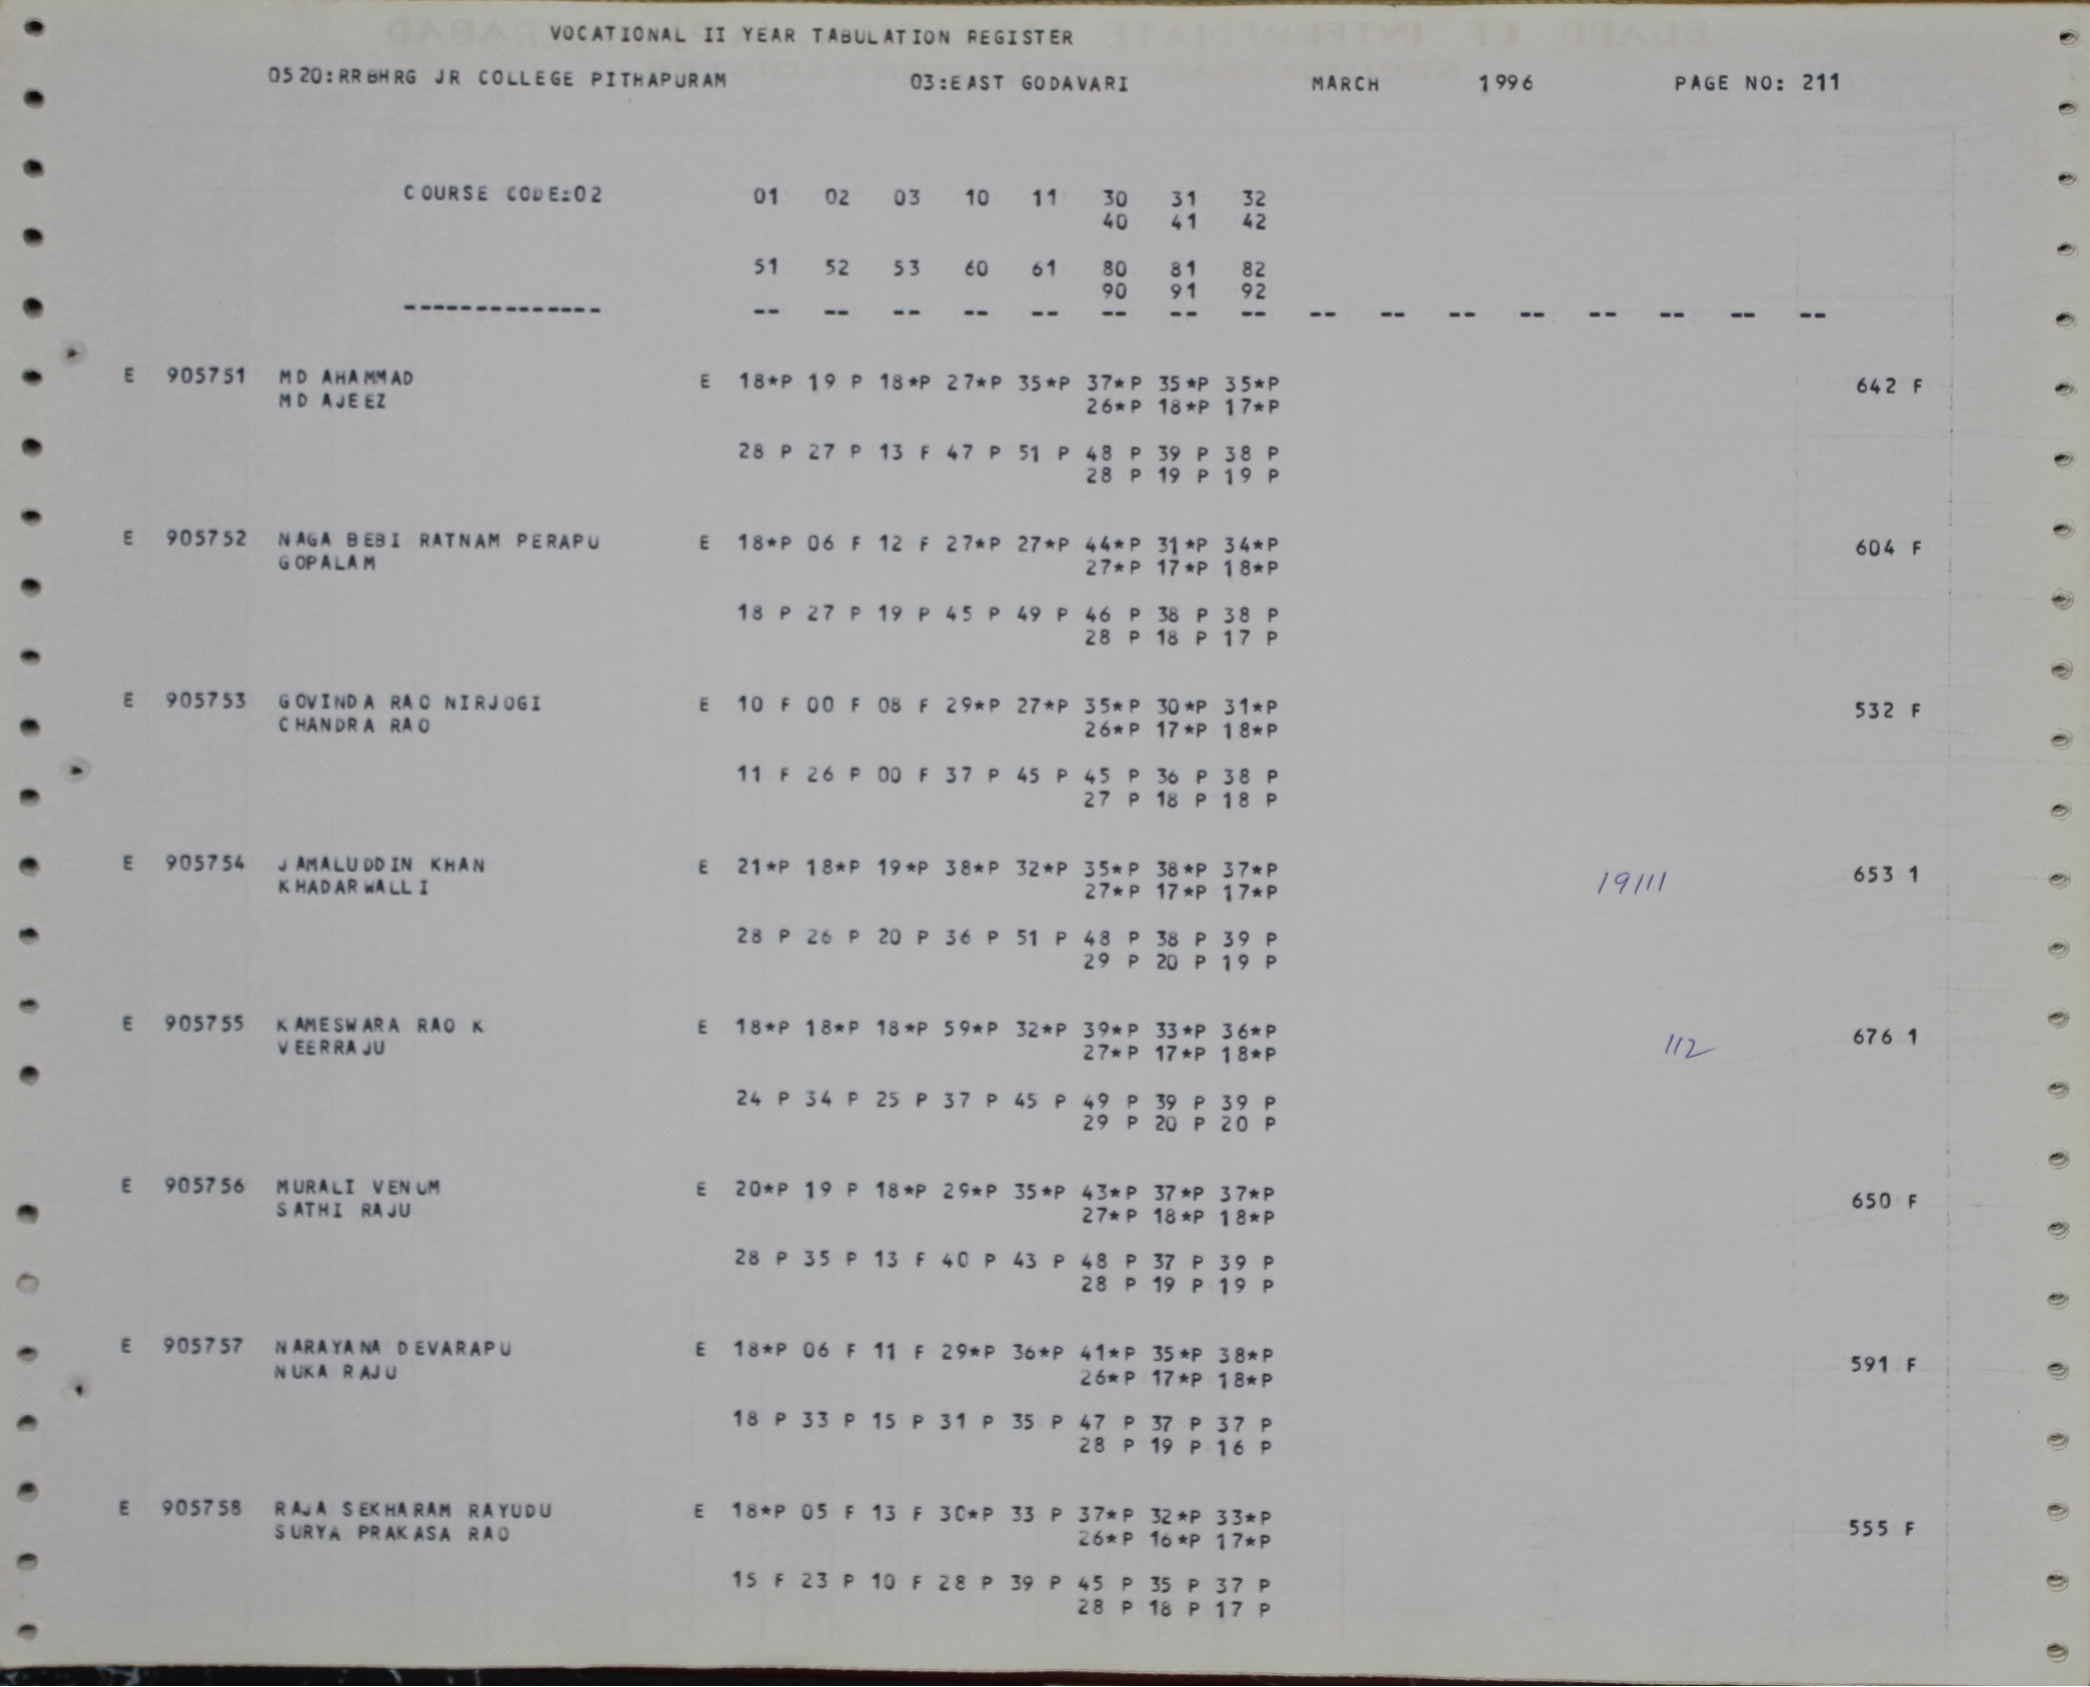 VOCATIONAL II YEAR TABULATION REGISTER
0520:RRBHRG JR COLLEGE PITHAPURAM 03:EAST GODAVARI MARCH 1996 PAGE NO: 211
COURSE CODE:02 01 02 03 10 11 30 31 32
40 41 42
51 52 53 60 61 80 81 82
90 91 92
-------------- -- -- -- -- -- -- -- -- -- -- -- -- -- -- -- --
E 905751 MD AHAMMAD E 18*P 19 P 18*P 27*P 35*P 37*P 35*P 35*P 642 F
MD AJEEZ 26*P 18*P 17*P
28 P 27 P 13 F 47 P 51 P 48 P 39 P 38 P
28 P 19 P 19 P
E 905752 NAGA BEBI RATNAM PERAPU E 18*P 06 F 12 F 27*P 27*P 44*P 31*P 34*P 604 F
GOPALAM 27*P 17*P 18*P
18 P 27 P 19 P 45 P 49 P 46 P 38 P 38 P
28 P 18 P 17 P
E 905753 GOVINDA RAO NIRJOGI E 10 F 00 F 08 F 29*P 27*P 35*P 30*P 31*P 532 F
CHANDRA RAO 26*P 17*P 18*P
11 F 26 P 00 F 37 P 45 P 45 P 36 P 38 P
27 P 18 P 18 P
E 905754 JAMALUDDIN KHAN E 21*P 18*P 19*P 38*P 32*P 35*P 38*P 37*P 19111 653 1
KHADARWALLI 27*P 17*P 17*P
28 P 26 P 20 P 36 P 51 P 48 P 38 P 39 P
29 P 20 P 19 P
E 905755 KAMESWARA RAO K E 18*P 18*P 18*P 59*P 32*P 39*P 33*P 36*P 112 676 1
VEERRAJU 27*P 17*P 18*P
24 P 34 P 25 P 37 P 45 P 49 P 39 P 39 P
29 P 20 P 20 P
E 905756 MURALI VENUM E 20*P 19 P 18*P 29*P 35*P 43*P 37*P 37*P 650 F
SATHI RAJU 27*P 18*P 18*P
28 P 35 P 13 F 40 P 43 P 48 P 37 P 39 P
28 P 19 P 19 P
E 905757 NARAYANA DEVARAPU E 18*P 06 F 11 F 29*P 36*P 41*P 35*P 38*P 591 F
NUKA RAJU 26*P 17*P 18*P
18 P 33 P 15 P 31 P 35 P 47 P 37 P 37 P
28 P 19 P 16 P
E 905758 RAJA SEKHARAM RAYUDU E 18*P 05 F 13 F 30*P 33 P 37*P 32*P 33*P 555 F
SURYA PRAKASA RAO 26*P 16*P 17*P
15 F 23 P 10 F 28 P 39 P 45 P 35 P 37 P
28 P 18 P 17 P